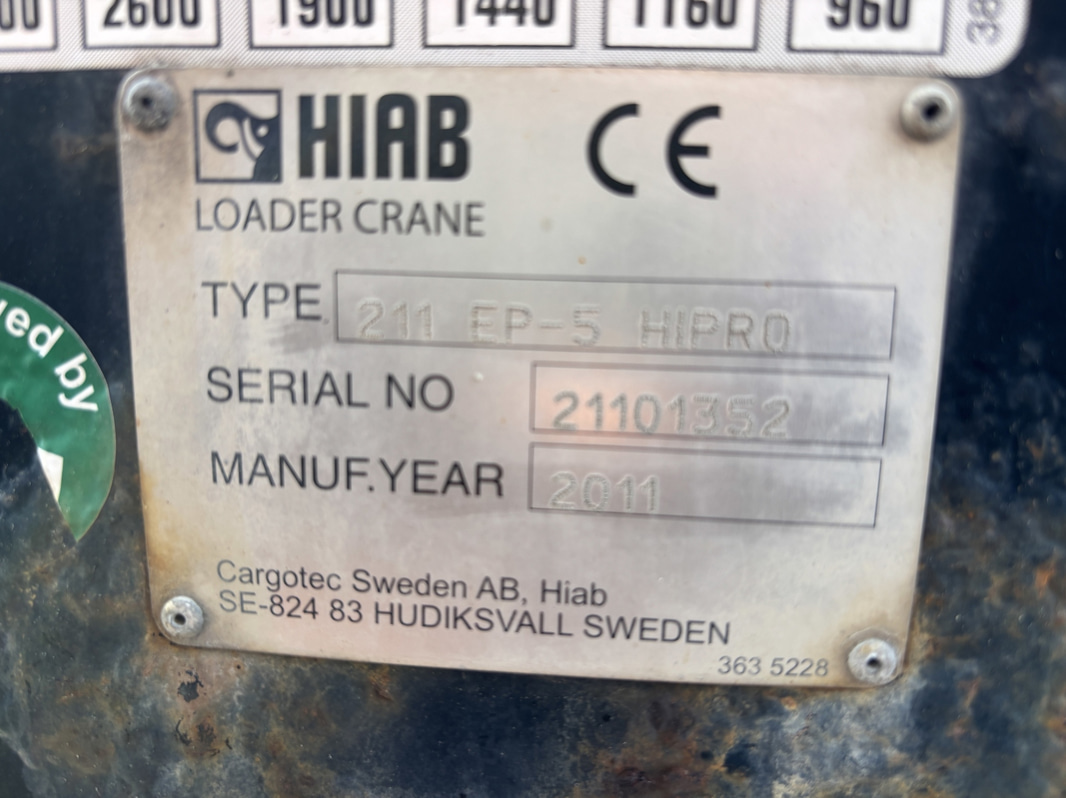 2600 1900 1440 1160 960
HIAB CE
LOADER CRANE
TYPE 211 EP-5 HIPRO
SERIAL NO 21101352
MANUF.YEAR 2011
by
Cargotec Sweden AB, Hiab
SE-824 83 HUDIKSVALL SWEDEN
363 5228